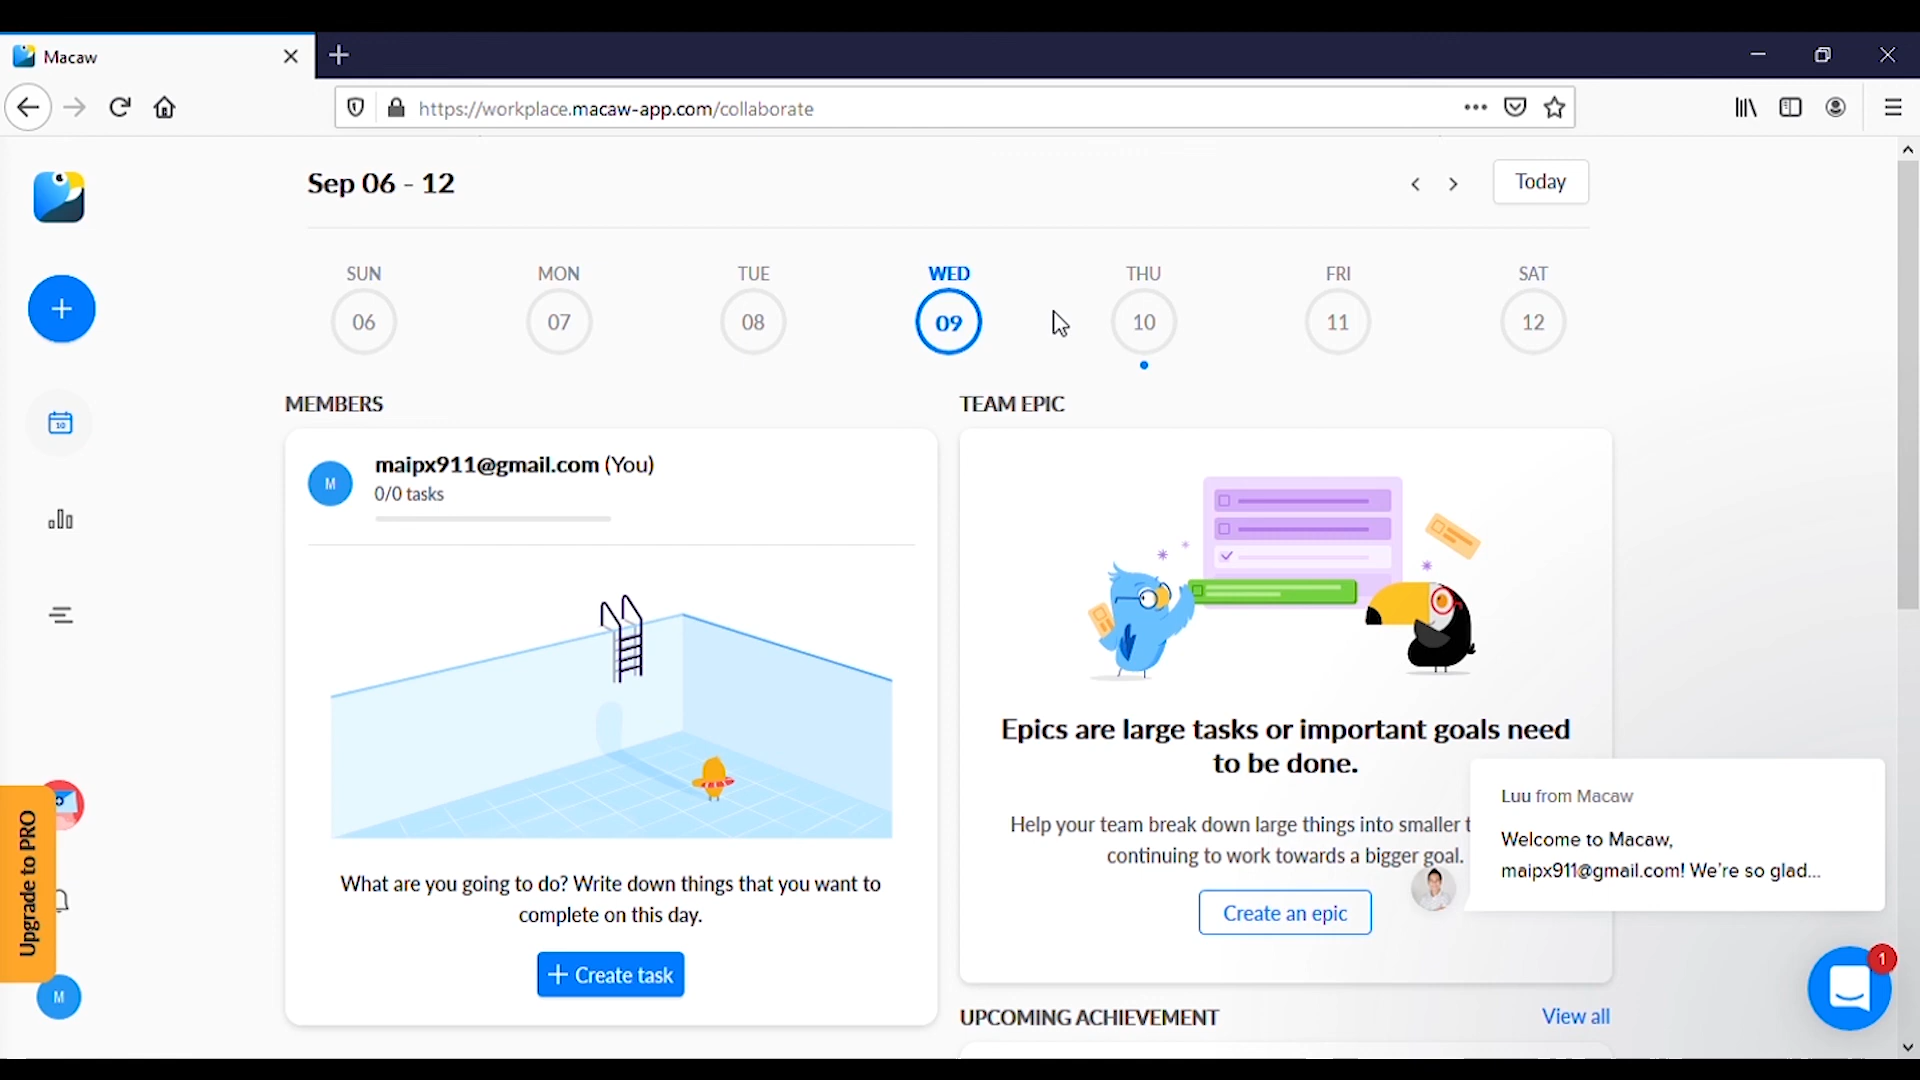 Macaw
https://workplace.macaw-app.com/collaborate
Sep 06 - 12
Today
SUN MON TUE WED THU FRI SAT
06 07 08 09 10 11 12
MEMBERS
TEAM EPIC
M
maipx911@gmail.com (You)
0/0 tasks
What are you going to do? Write down things that you want to
complete on this day.
+ Create task
Epics are large tasks or important goals need
to be done.
Help your team break down large things into smaller t
continuing to work towards a bigger goal.
Create an epic
UPCOMING ACHIEVEMENT
View all
10
Upgrade to PRO
M
Luu from Macaw
Welcome to Macaw,
maipx911@gmail.com! We're so glad...
1